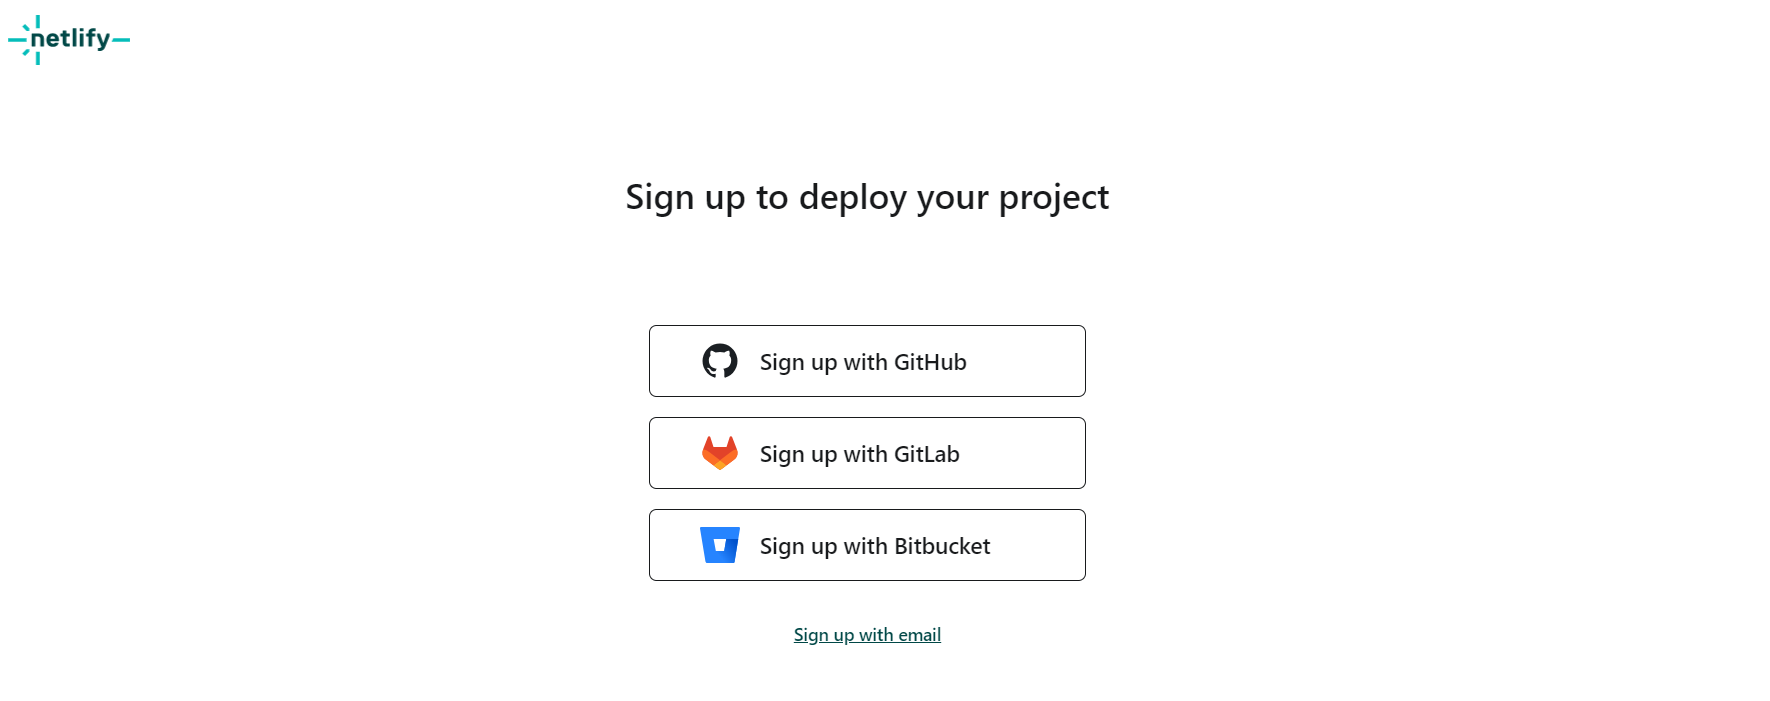 netlify
Sign up to deploy your project
Sign up with GitHub
Sign up with GitLab
Sign up with Bitbucket
Sign up with email